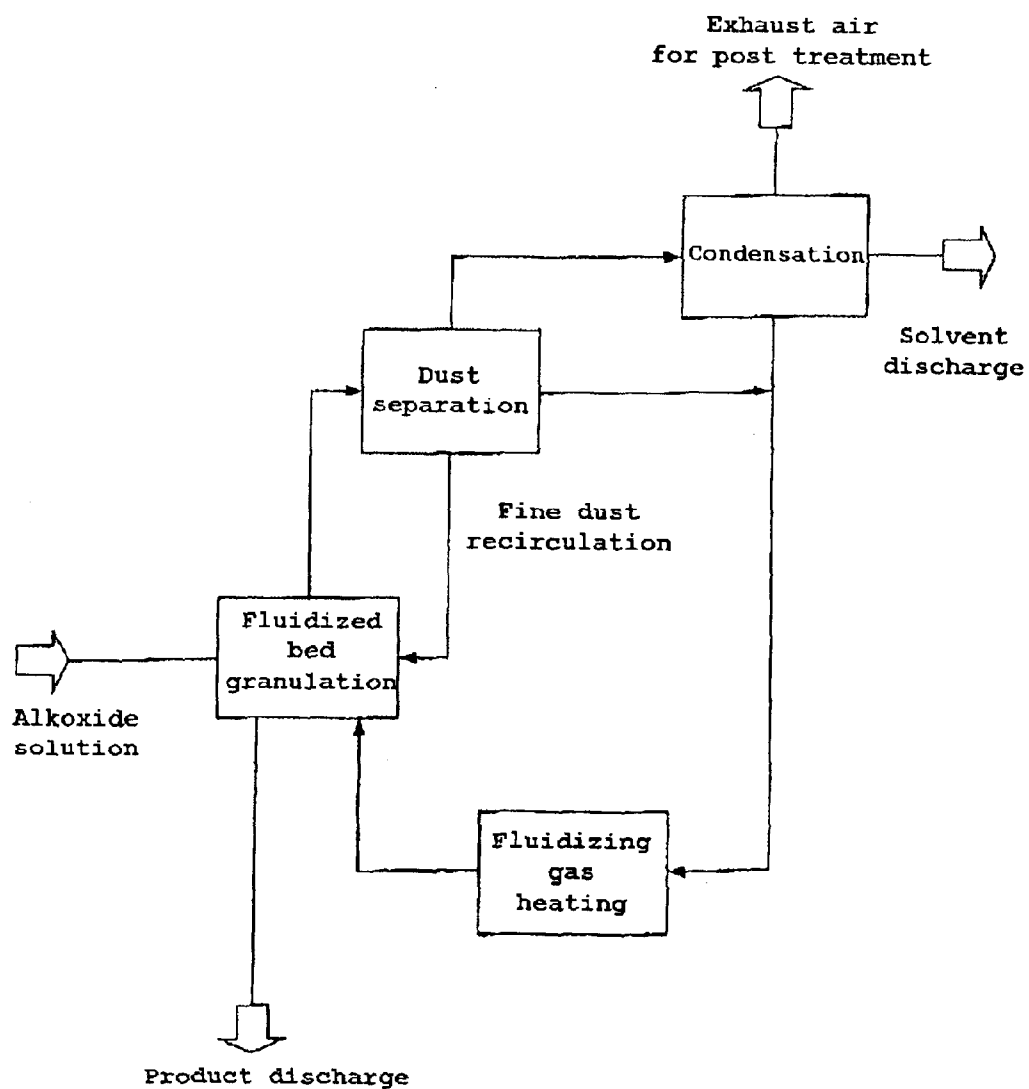 Exhaust air
for post treatment
Condensation
Solvent
discharge
Dust
separation
Fine dust
recirculation
Fluidized
bed
granulation
Alkoxide
solution
Fluidizing
gas
heating
Product discharge